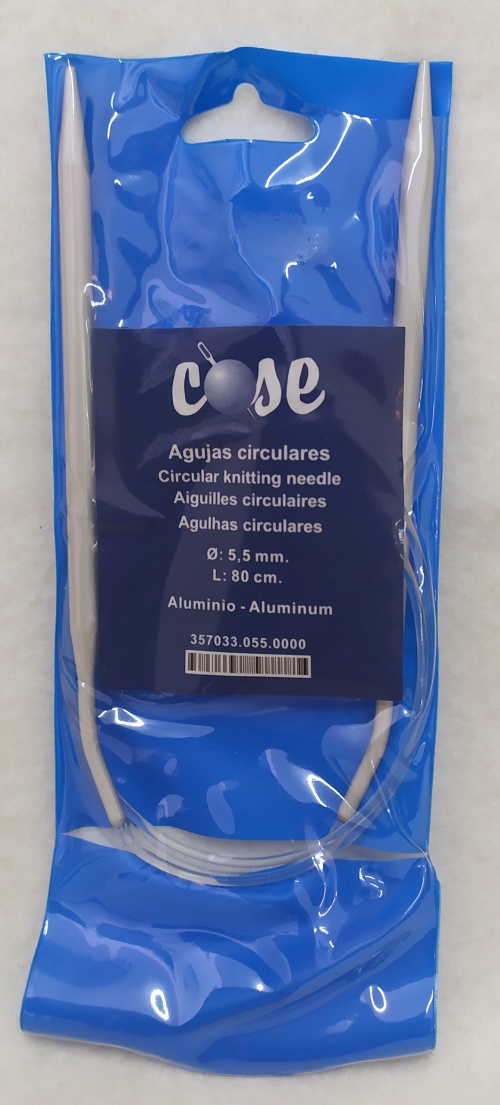 cose
Agujas circulares
Circular knitting needle
Aiguilles circulaires
Agulhas circulares
Ø: 5,5 mm.
L: 80 cm.
Aluminio - Aluminum
357033.055.0000